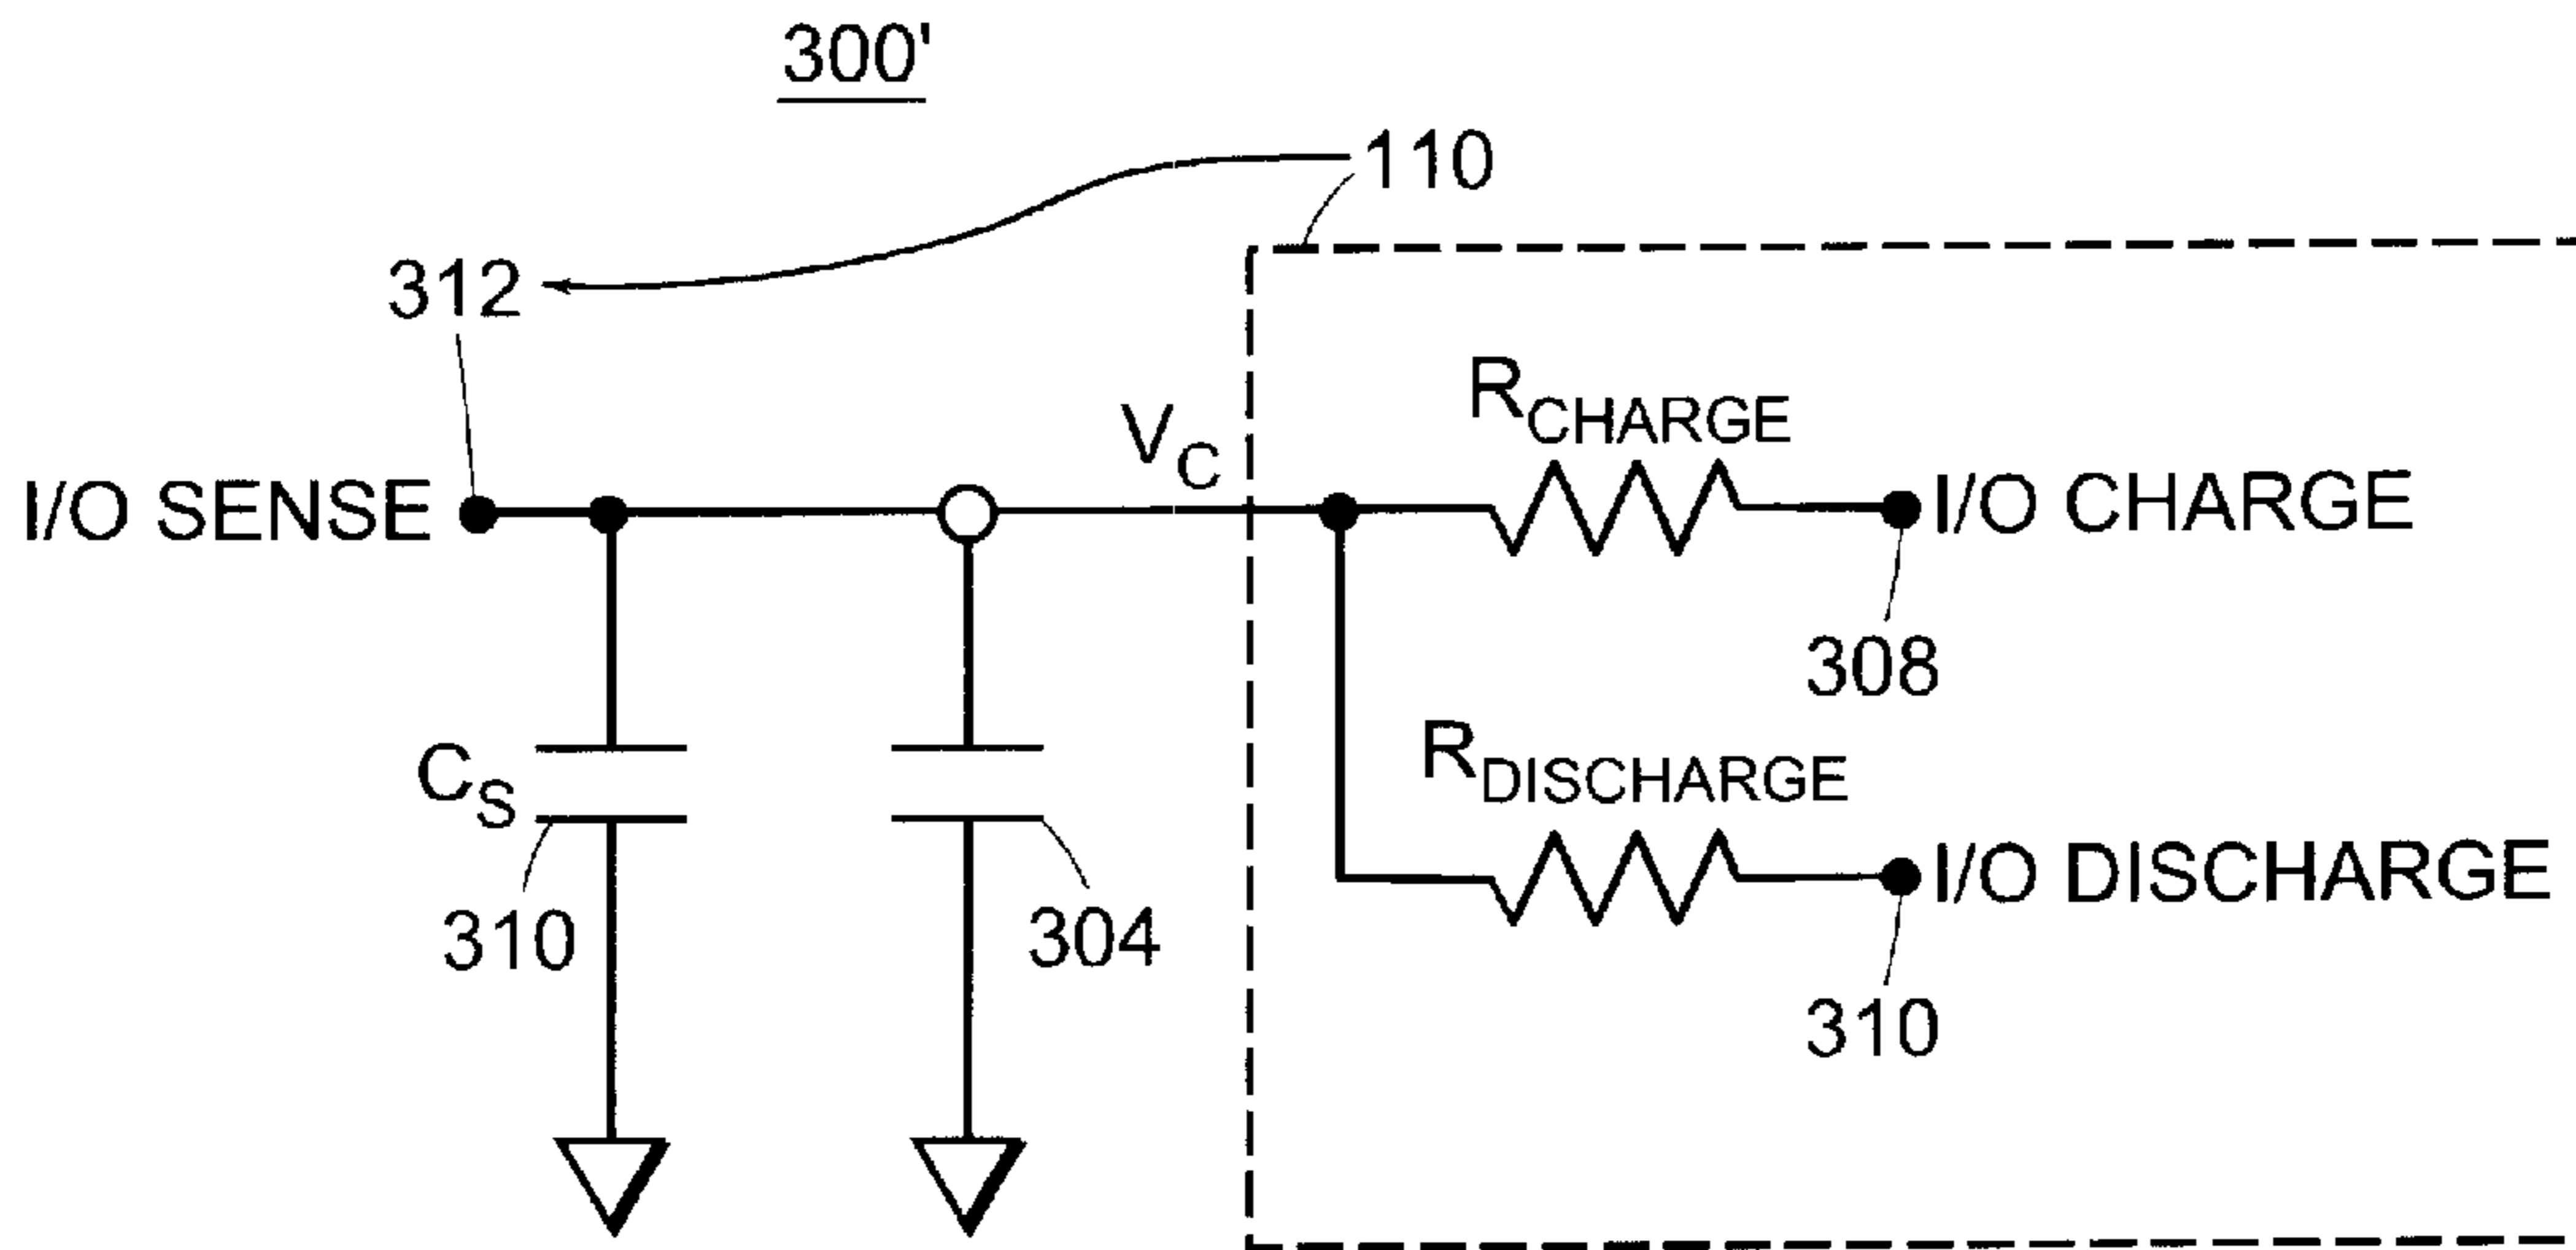 300'
110
312
R_CHARGE
V_C
I/O SENSE
I/O CHARGE
308
R_DISCHARGE
C_S
I/O DISCHARGE
310
304
310